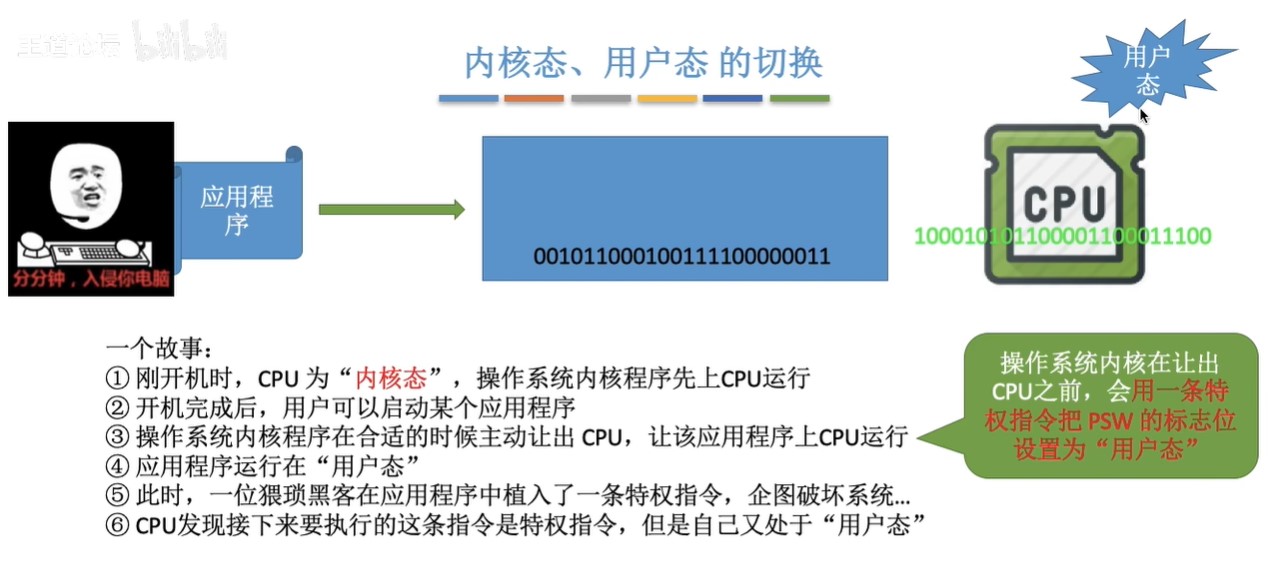 王道论坛 bilibili
内核态、用户态 的切换
用户
态
应用程
序
分分钟，入侵你电脑
001011000100111100000011
CPU
100010101100001100011100
一个故事：
① 刚开机时，CPU 为“内核态”，操作系统内核程序先上CPU运行
② 开机完成后，用户可以启动某个应用程序
③ 操作系统内核程序在合适的时候主动让出 CPU，让该应用程序上CPU运行
④ 应用程序运行在“用户态”
⑤ 此时，一位猥琐黑客在应用程序中植入了一条特权指令，企图破坏系统...
⑥ CPU发现接下来要执行的这条指令是特权指令，但是自己又处于“用户态”
操作系统内核在让出
CPU之前，会用一条特
权指令把 PSW 的标志位
设置为“用户态”